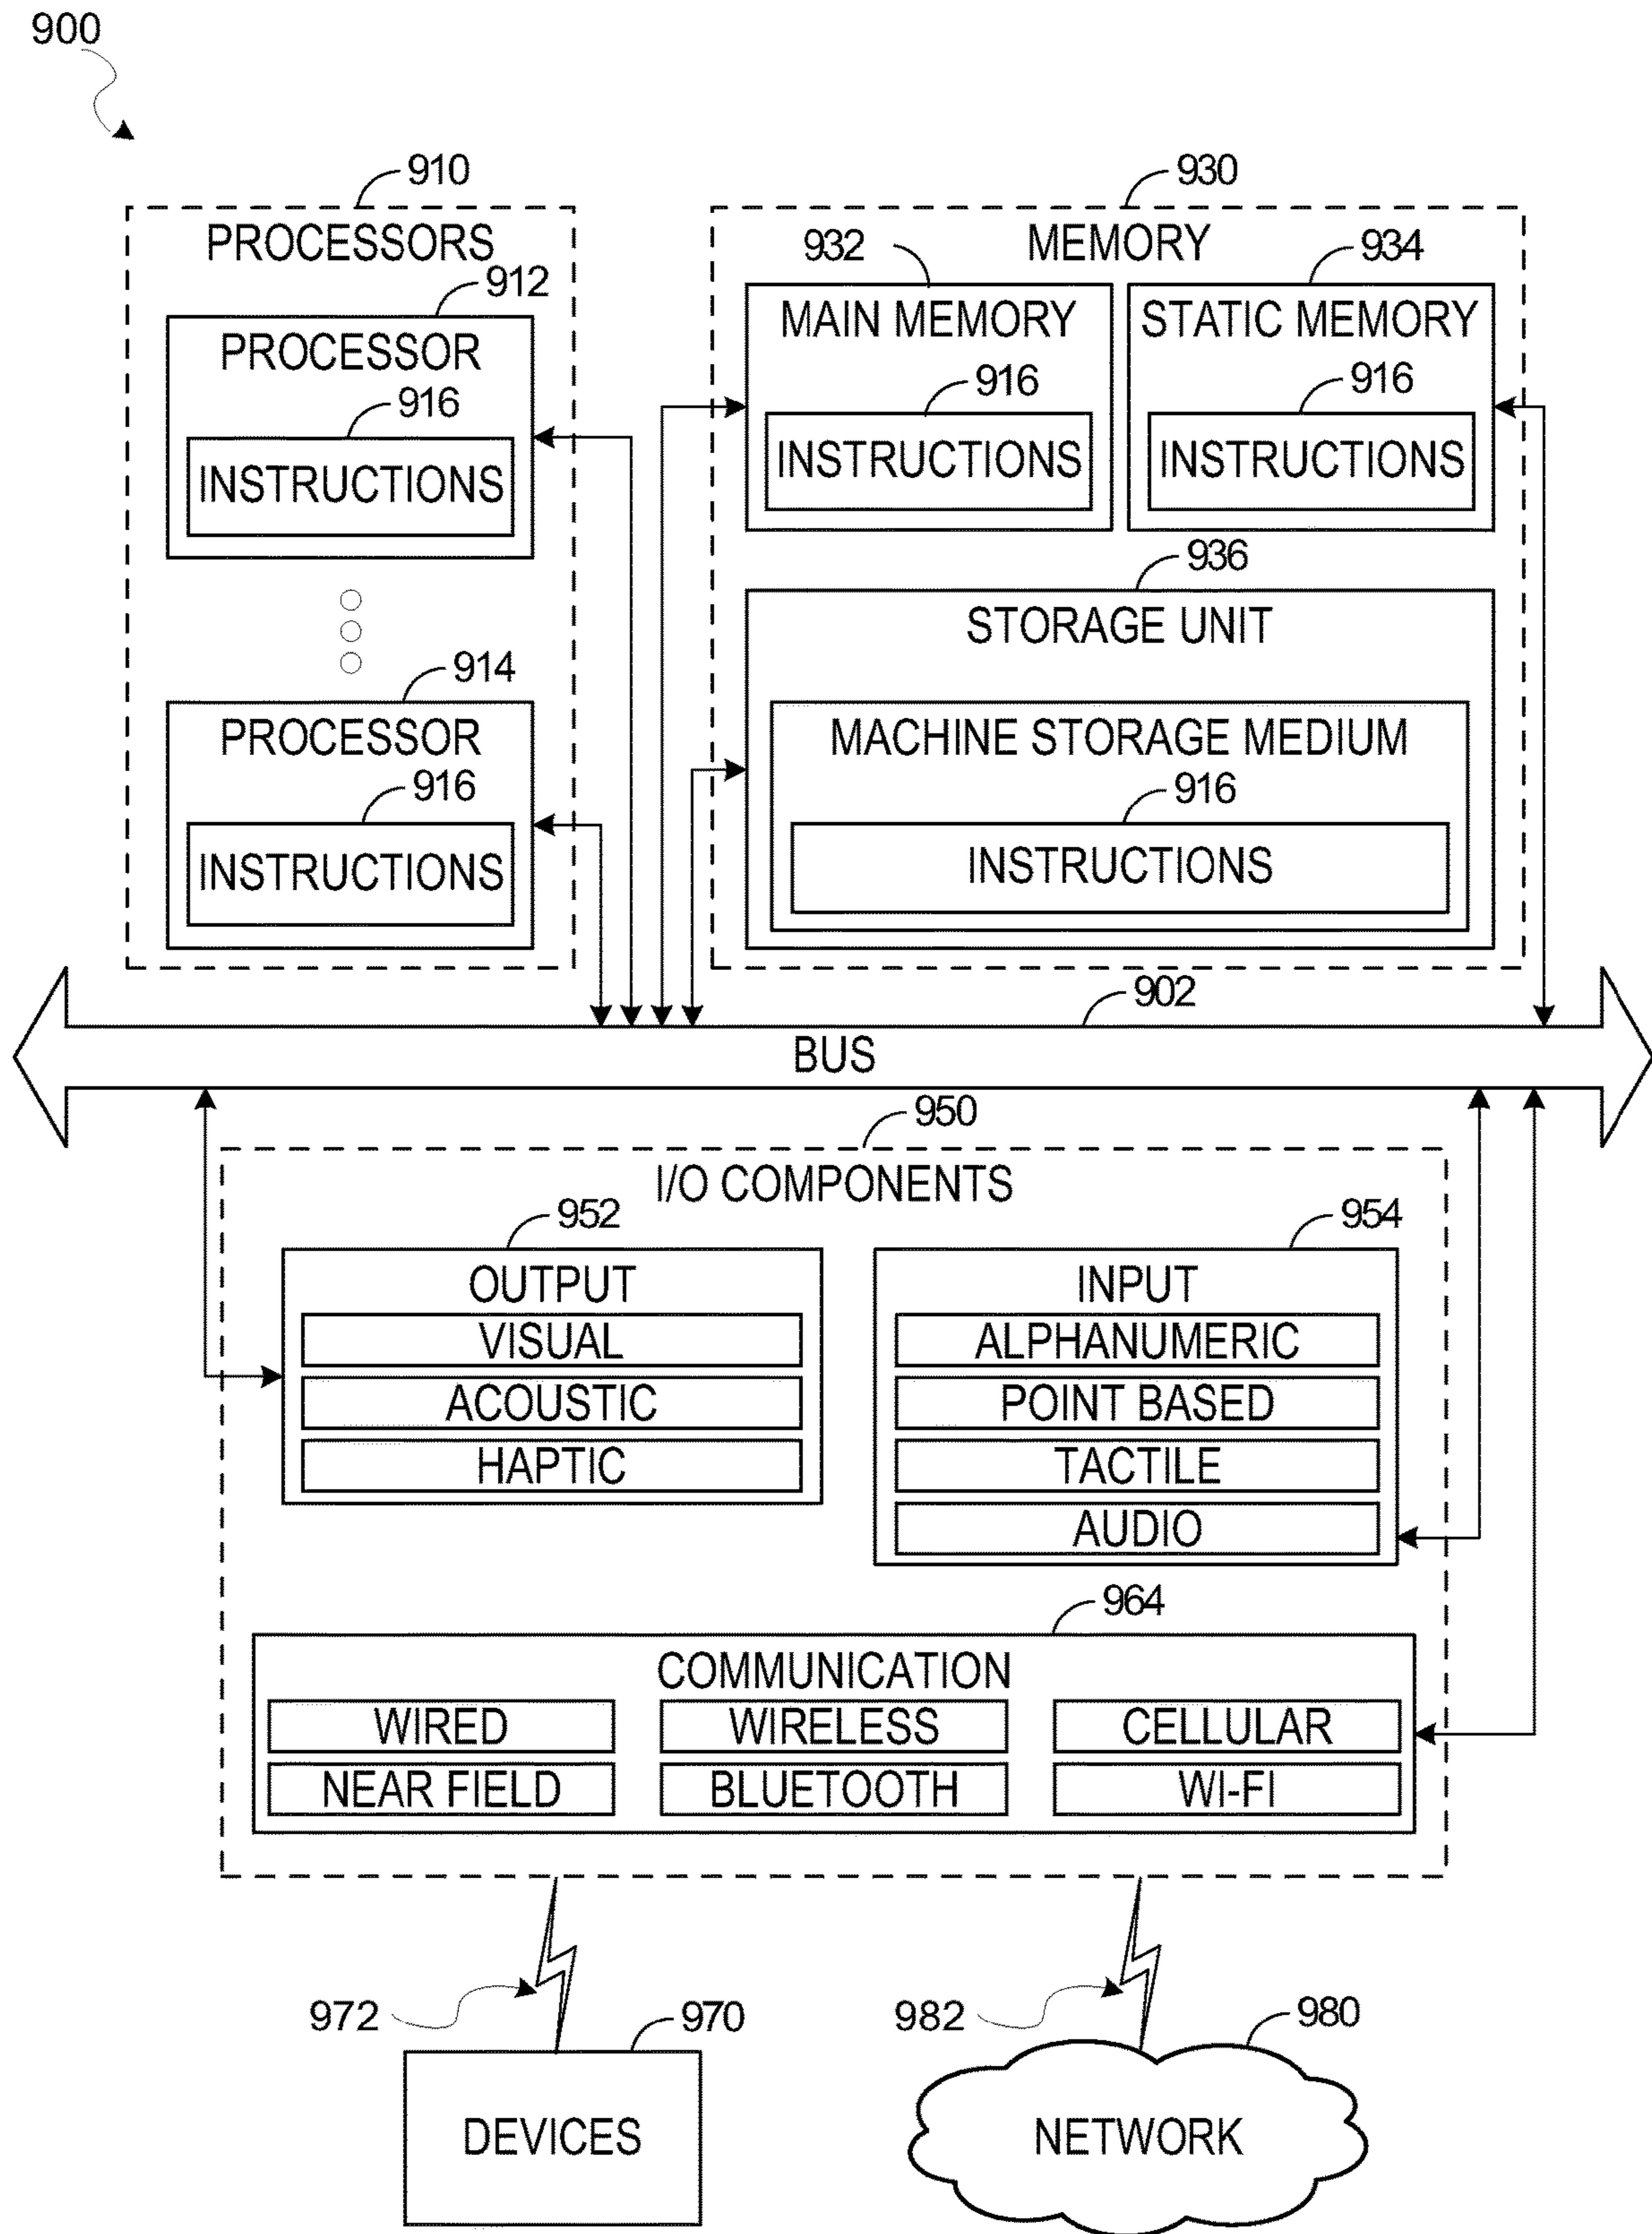 900
910
PROCESSORS
912
PROCESSOR
916
INSTRUCTIONS
914
PROCESSOR
916
INSTRUCTIONS
930
MEMORY
932
MAIN MEMORY
916
INSTRUCTIONS
934
STATIC MEMORY
916
INSTRUCTIONS
936
STORAGE UNIT
MACHINE STORAGE MEDIUM
916
INSTRUCTIONS
902
BUS
950
I/O COMPONENTS
952
OUTPUT
VISUAL
ACOUSTIC
HAPTIC
954
INPUT
ALPHANUMERIC
POINT BASED
TACTILE
AUDIO
964
COMMUNICATION
WIRED
WIRELESS
CELLULAR
NEAR FIELD
BLUETOOTH
WI-FI
972
970
DEVICES
982
980
NETWORK